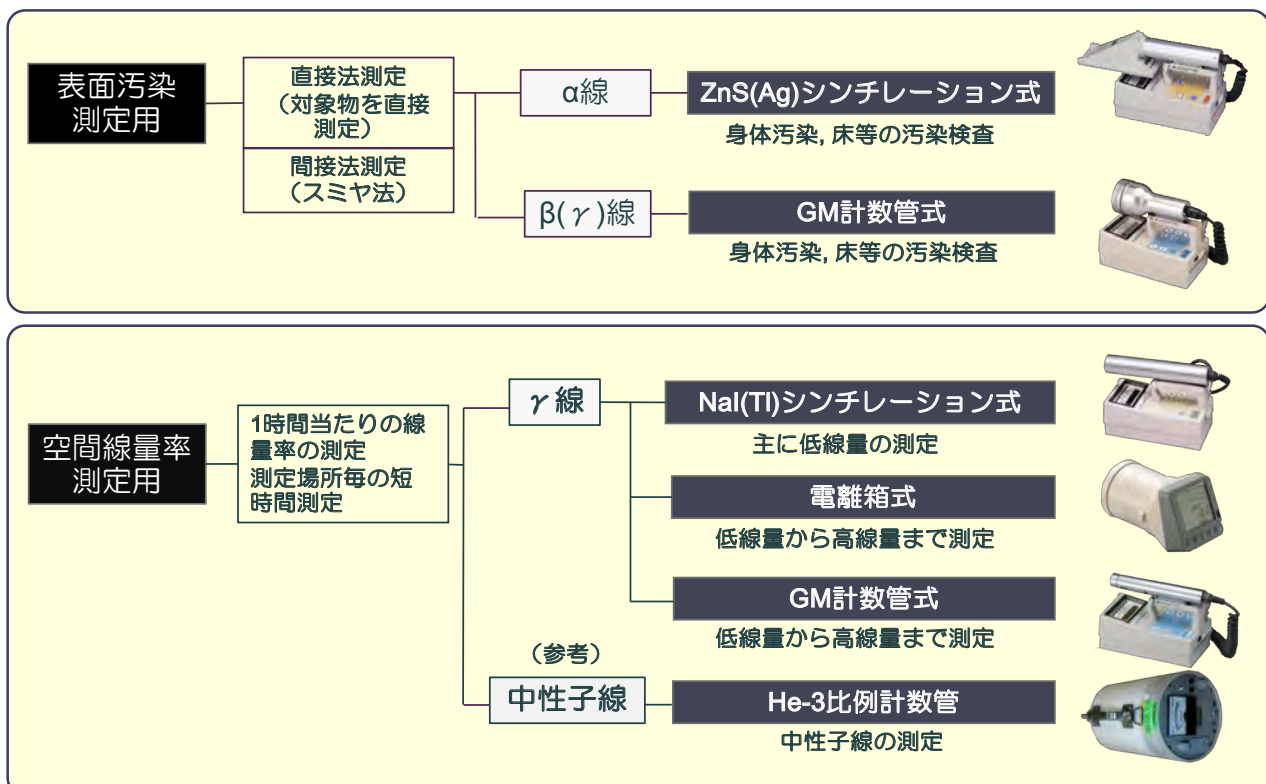 表面汚染
測定用
直接法測定
（対象物を直接
測定）
間接法測定
（スミヤ法）
α線
ZnS(Ag)シンチレーション式
身体汚染, 床等の汚染検査
β(γ)線
GM計数管式
身体汚染, 床等の汚染検査
空間線量率
測定用
1時間当たりの線
量率の測定
測定場所毎の短
時間測定
γ線
NaI(Tl)シンチレーション式
主に低線量の測定
電離箱式
低線量から高線量まで測定
GM計数管式
低線量から高線量まで測定
（参考）
中性子線
He-3比例計数管
中性子線の測定